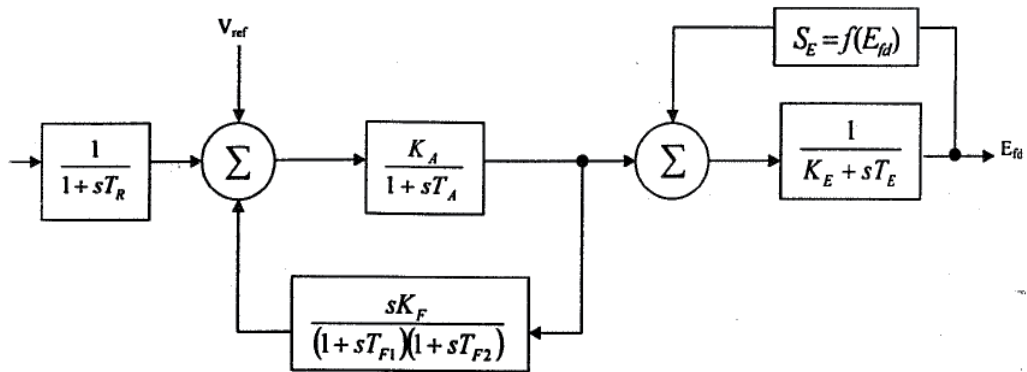 V_ref
S_E = f(E_fd)
1 / (1 + sT_R)
Σ
K_A / (1 + sT_A)
Σ
1 / (K_E + sT_E)
E_fd
sK_F / (1 + sT_F1)(1 + sT_F2)